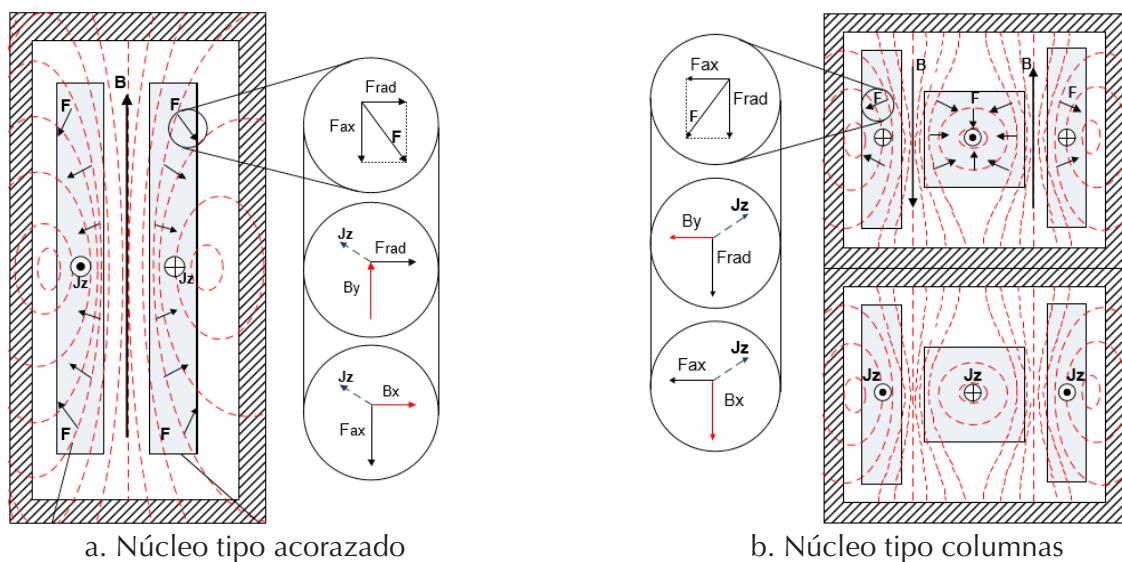 B
F
F
Jz
Jz
F
F
Frad
Fax
F
Jz
Frad
By
Jz
Bx
Fax
a. Núcleo tipo acorazado
Fax
F
Frad
By
Jz
Frad
Fax
Jz
Bx
F
B
F
B
F
Jz
Jz
Jz
b. Núcleo tipo columnas